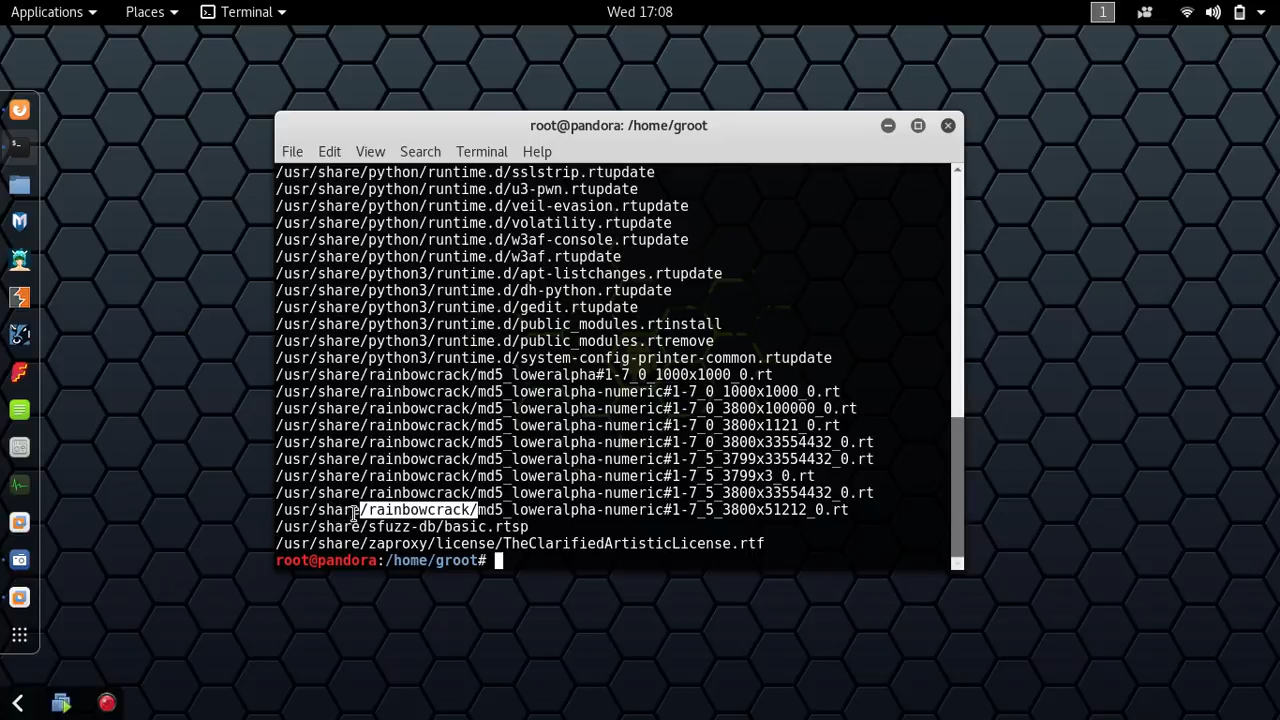 Applications Places Terminal Wed 17:08 1
root@pandora: /home/groot
File Edit View Search Terminal Help
/usr/share/python/runtime.d/sslstrip.rtupdate
/usr/share/python/runtime.d/u3-pwn.rtupdate
/usr/share/python/runtime.d/veil-evasion.rtupdate
/usr/share/python/runtime.d/volatility.rtupdate
/usr/share/python/runtime.d/w3af-console.rtupdate
/usr/share/python/runtime.d/w3af.rtupdate
/usr/share/python3/runtime.d/apt-listchanges.rtupdate
/usr/share/python3/runtime.d/dh-python.rtupdate
/usr/share/python3/runtime.d/gedit.rtupdate
/usr/share/python3/runtime.d/public_modules.rtinstall
/usr/share/python3/runtime.d/public_modules.rtremove
/usr/share/python3/runtime.d/system-config-printer-common.rtupdate
/usr/share/rainbowcrack/md5_loweralpha#1-7_0_1000x1000_0.rt
/usr/share/rainbowcrack/md5_loweralpha-numeric#1-7_0_1000x1000_0.rt
/usr/share/rainbowcrack/md5_loweralpha-numeric#1-7_0_3800x100000_0.rt
/usr/share/rainbowcrack/md5_loweralpha-numeric#1-7_0_3800x1121_0.rt
/usr/share/rainbowcrack/md5_loweralpha-numeric#1-7_0_3800x33554432_0.rt
/usr/share/rainbowcrack/md5_loweralpha-numeric#1-7_5_3799x33554432_0.rt
/usr/share/rainbowcrack/md5_loweralpha-numeric#1-7_5_3799x3_0.rt
/usr/share/rainbowcrack/md5_loweralpha-numeric#1-7_5_3800x33554432_0.rt
/usr/share/rainbowcrack/md5_loweralpha-numeric#1-7_5_3800x51212_0.rt
/usr/share/sfuzz-db/basic.rtsp
/usr/share/zaproxy/license/TheClarifiedArtisticLicense.rtf
root@pandora:/home/groot#